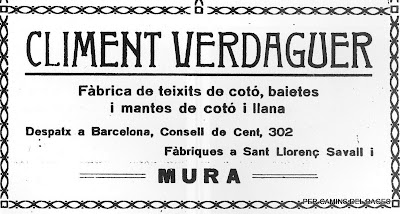 CLIMENT VERDAGUER
Fàbrica de teixits de cotó, baietes
i mantes de cotó i llana
Despatx a Barcelona, Consell de Cent, 302
Fàbriques a Sant Llorenç Savall i
MURA
PER CAMINS DEL BAGES